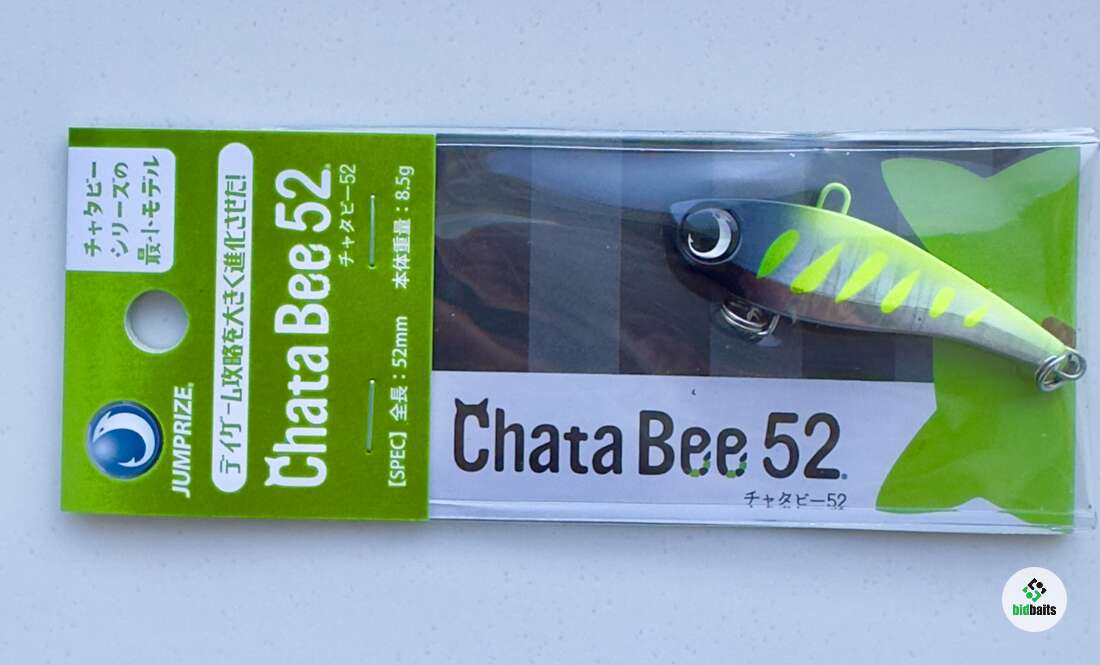 チャタビー
シリーズの
最小モデル
JUMPRIZE®
デイゲーム攻略を大きく進化させた!
Chata Bee 52®
チャタビー52
[SPEC] 全長:52mm 本体重量:8.5g
Chata Bee 52®
チャタビー52
bidbaits